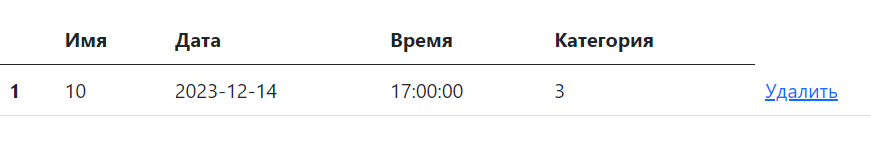 Имя Дата Время Категория
1 10 2023-12-14 17:00:00 3 Удалить